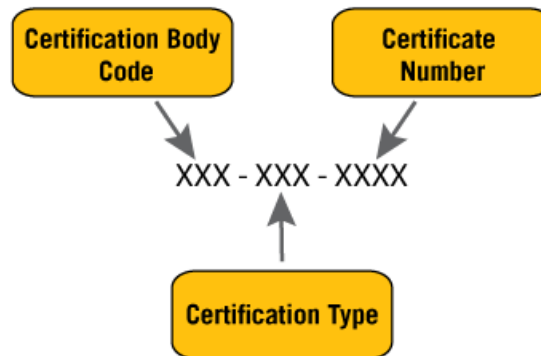 Certification Body
Code
Certificate
Number
XXX - XXX - XXXX
Certification Type